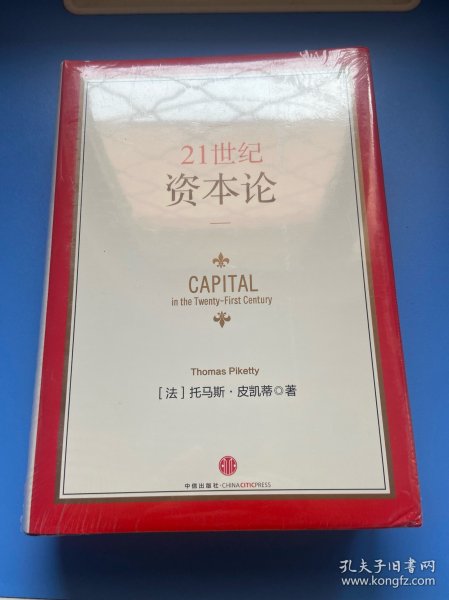 21世纪
资本论
CAPITAL
in the Twenty-First Century
Thomas Piketty
[法]托马斯·皮凯蒂◎著
中信出版社·CHINACITICPRESS
孔夫子旧书网
www.kongfz.com